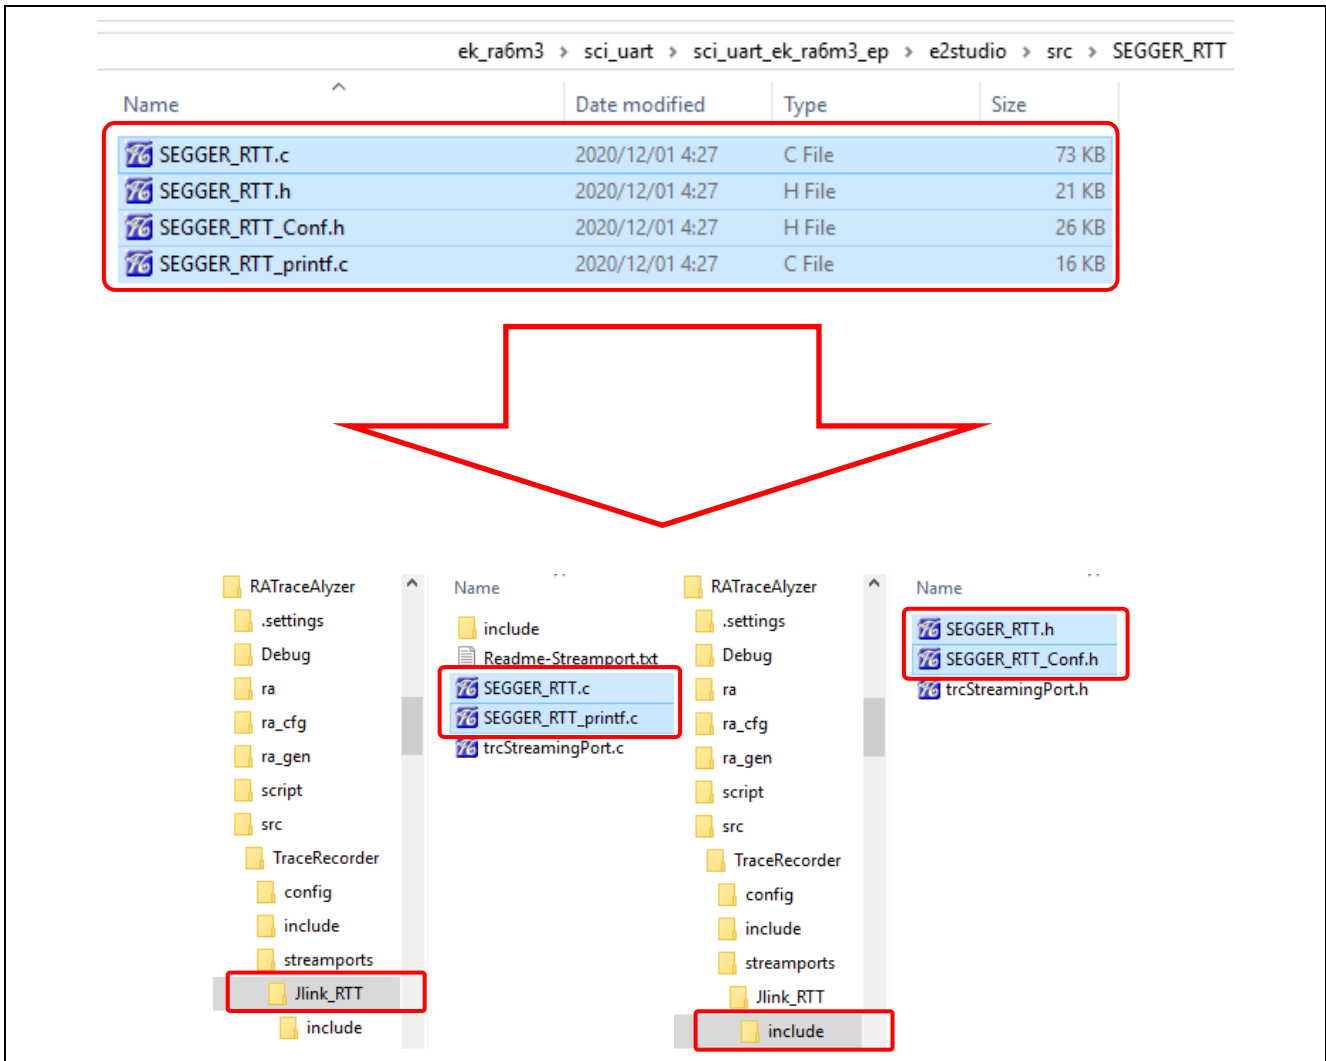 ek_ra6m3 > sci_uart > sci_uart_ek_ra6m3_ep > e2studio > src > SEGGER_RTT
Name Date modified Type Size
SEGGER_RTT.c 2020/12/01 4:27 C File 73 KB
SEGGER_RTT.h 2020/12/01 4:27 H File 21 KB
SEGGER_RTT_Conf.h 2020/12/01 4:27 H File 26 KB
SEGGER_RTT_printf.c 2020/12/01 4:27 C File 16 KB
RATraceAlyzer
.settings
Debug
ra
ra_cfg
ra_gen
script
src
TraceRecorder
config
include
streamports
Jlink_RTT
include
Name
include
Readme-Streamport.txt
SEGGER_RTT.c
SEGGER_RTT_printf.c
trcStreamingPort.c
RATraceAlyzer
.settings
Debug
ra
ra_cfg
ra_gen
script
src
TraceRecorder
config
include
streamports
Jlink_RTT
include
Name
SEGGER_RTT.h
SEGGER_RTT_Conf.h
trcStreamingPort.h